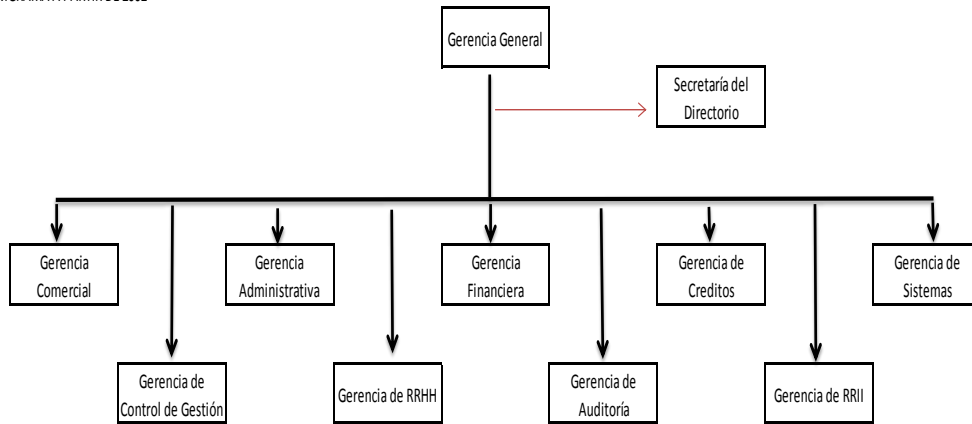 Gerencia General
Secretaría del
Directorio
Gerencia
Comercial
Gerencia
Administrativa
Gerencia
Financiera
Gerencia de
Creditos
Gerencia de
Sistemas
Gerencia de
Control de Gestión
Gerencia de RRHH
Gerencia de
Auditoría
Gerencia de RRII